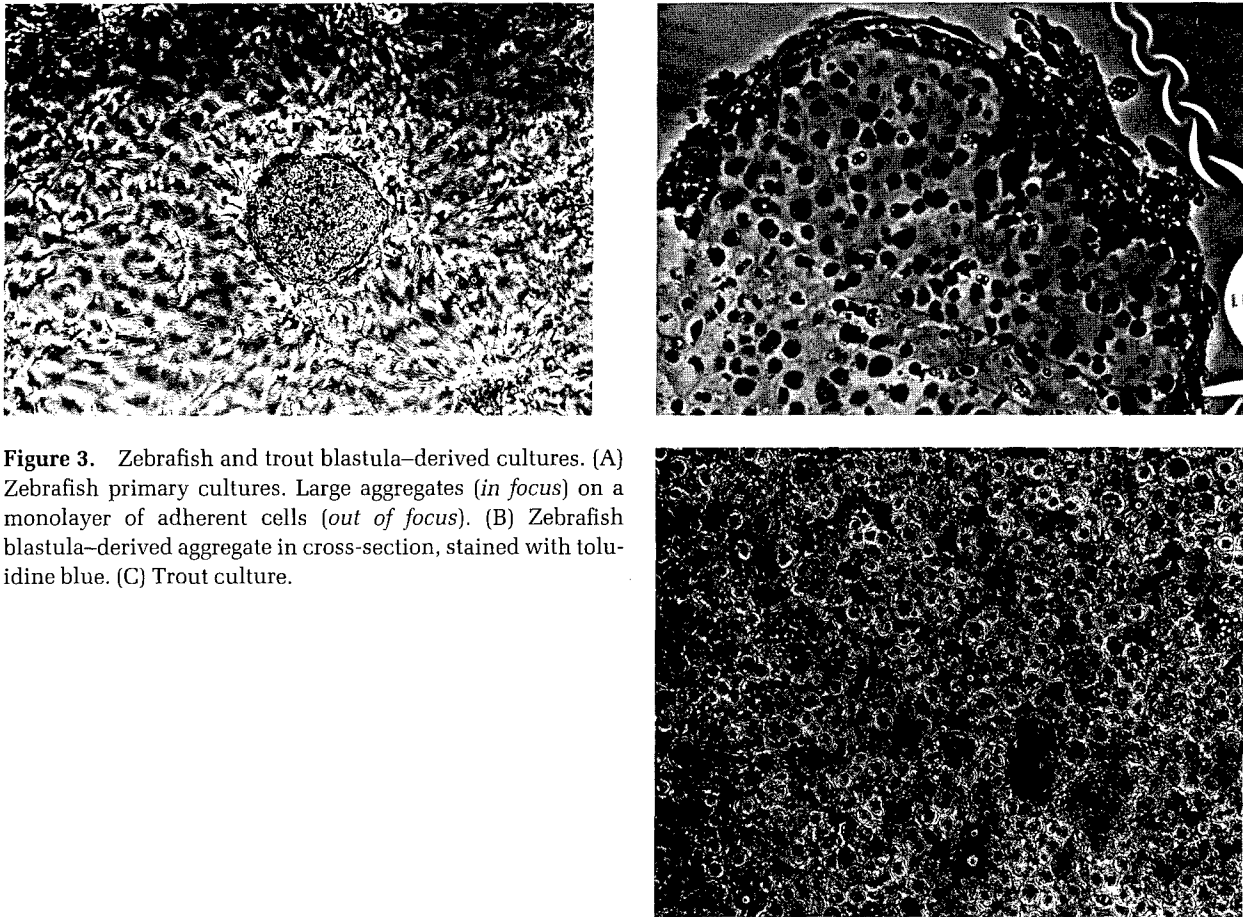 Figure 3. Zebrafish and trout blastula–derived cultures. (A)
Zebrafish primary cultures. Large aggregates (in focus) on a
monolayer of adherent cells (out of focus). (B) Zebrafish
blastula–derived aggregate in cross-section, stained with tolu-
idine blue. (C) Trout culture.